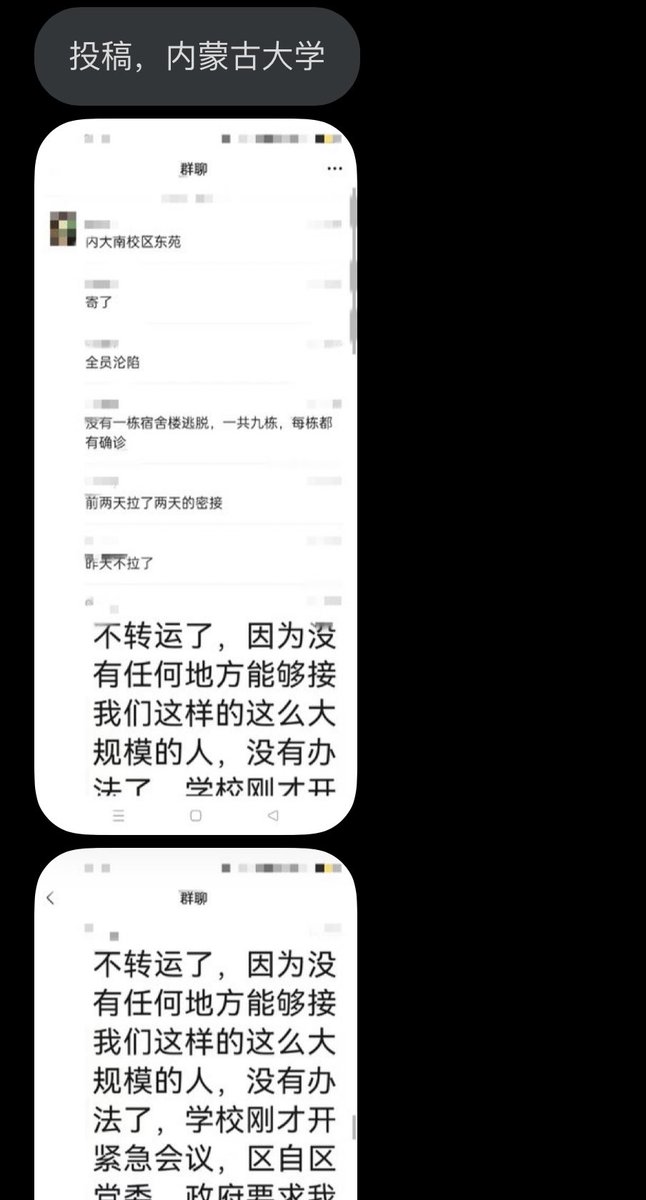 投稿，内蒙古大学
群聊
内大南校区东苑
寄了
全员沦陷
没有一栋宿舍楼逃脱，一共九栋，每栋都
有确诊
前两天拉了两天的密接
昨天不拉了
不转运了，因为没
有任何地方能够接
我们这样的这么大
规模的人，没有办
法了，学校刚才开
群聊
不转运了，因为没
有任何地方能够接
我们这样的这么大
规模的人，没有办
法了，学校刚才开
紧急会议，区自区
党委，政府要求我